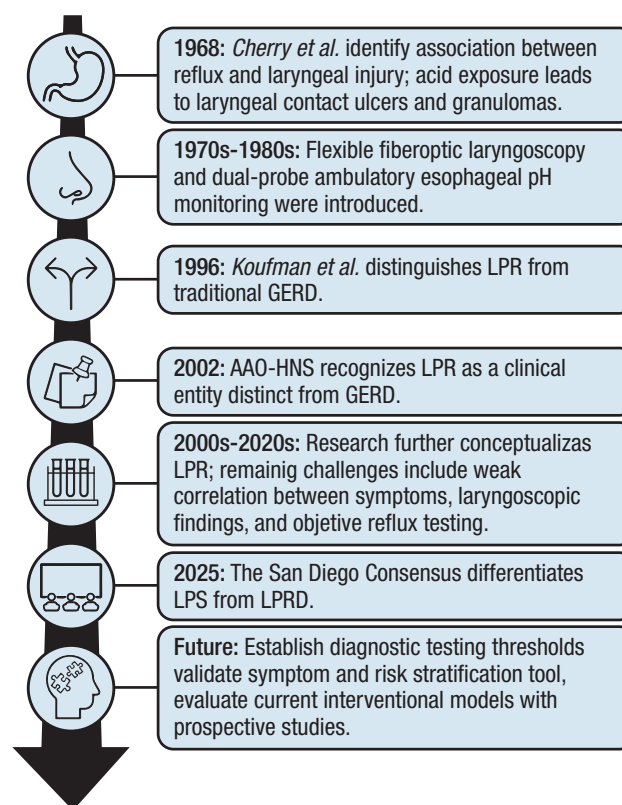 1968: Cherry et al. identify association between
reflux and laryngeal injury; acid exposure leads
to laryngeal contact ulcers and granulomas.
1970s-1980s: Flexible fiberoptic laryngoscopy
and dual-probe ambulatory esophageal pH
monitoring were introduced.
1996: Koufman et al. distinguishes LPR from
traditional GERD.
2002: AAO-HNS recognizes LPR as a clinical
entity distinct from GERD.
2000s-2020s: Research further conceptualizas
LPR; remainig challenges include weak
correlation between symptoms, laryngoscopic
findings, and objetive reflux testing.
2025: The San Diego Consensus differentiates
LPS from LPRD.
Future: Establish diagnostic testing thresholds
validate symptom and risk stratification tool,
evaluate current interventional models with
prospective studies.